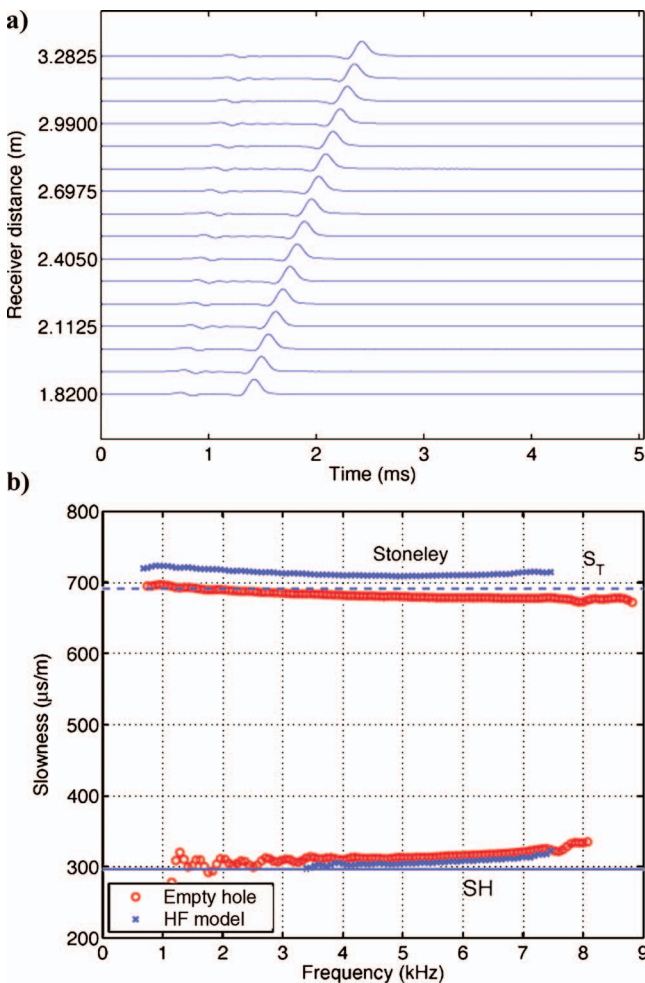 a)
3.2825
2.9900
2.6975
2.4050
2.1125
1.8200
Receiver distance (m)
0 1 2 3 4 5
Time (ms)
b)
800
700
600
500
400
300
200
Slowness (μs/m)
Stoneley
S_T
SH
Empty hole
HF model
0 1 2 3 4 5 6 7 8 9
Frequency (kHz)